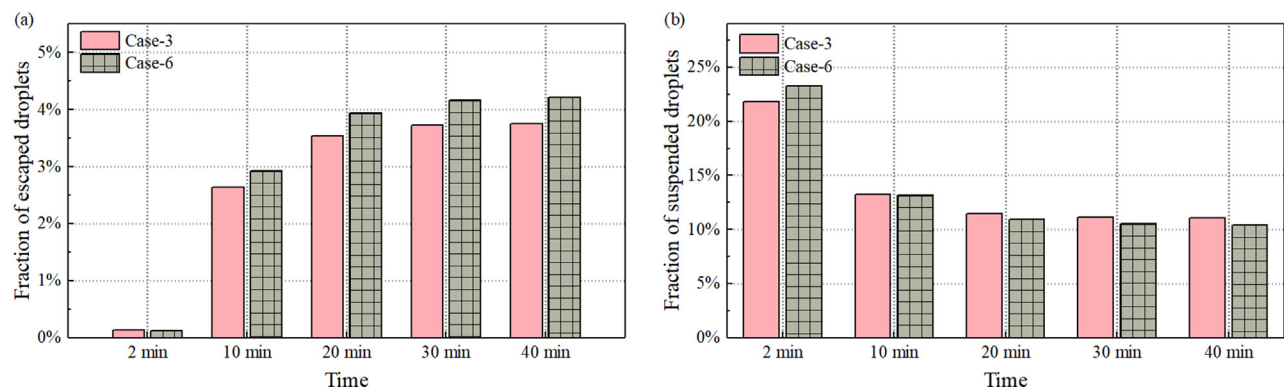 (a)
Case-3
Case-6
5%
4%
3%
2%
1%
0%
Fraction of escaped droplets
2 min 10 min 20 min 30 min 40 min
Time
(b)
Case-3
Case-6
25%
20%
15%
10%
5%
0%
Fraction of suspended droplets
2 min 10 min 20 min 30 min 40 min
Time